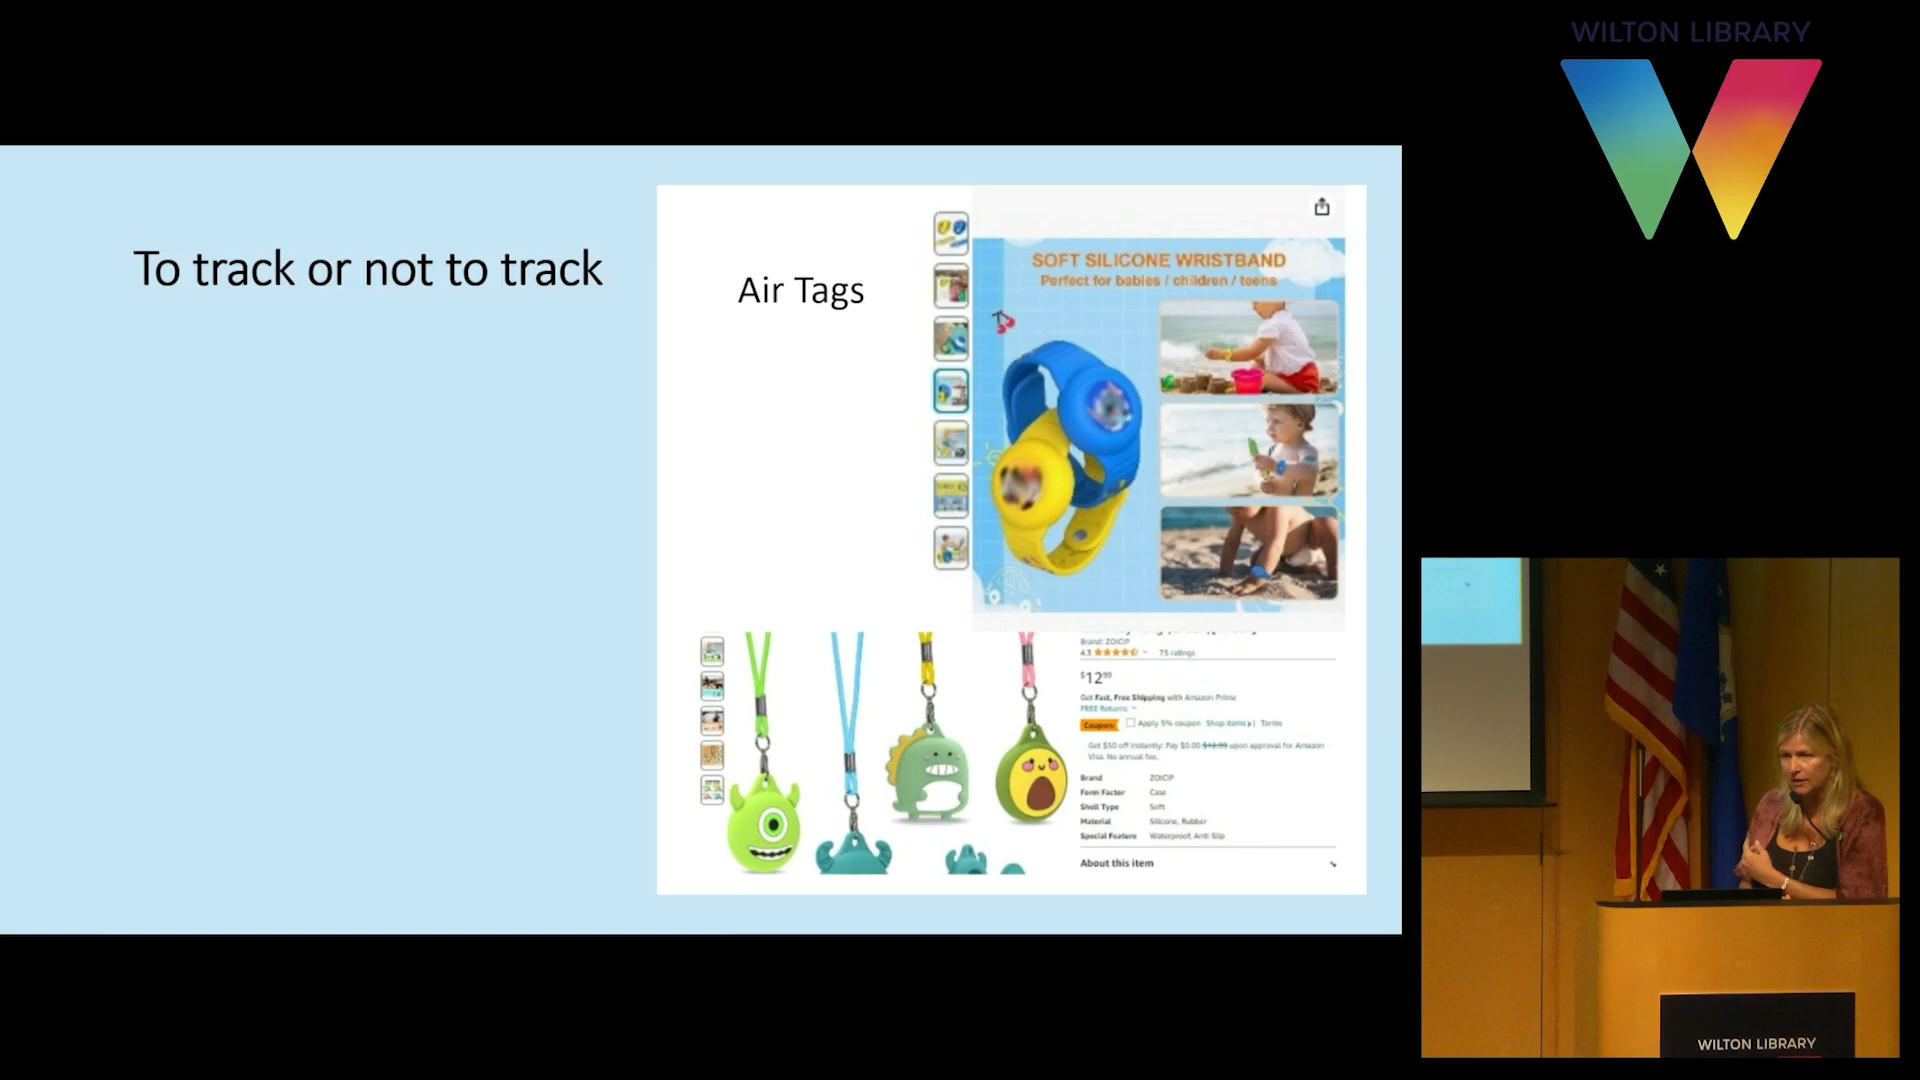 WILTON LIBRARY
To track or not to track
Air Tags
SOFT SILICONE WRISTBAND
Perfect for babies / children / teens
Brand: ZOICIP
4.3
75 ratings
$12⁹⁹
Get Fast, Free Shipping with Amazon Prime
FREE Returns
Coupon: Apply 5% coupon Shop items | Terms
Get $50 off instantly: Pay $0.00 $12.99 upon approval for Amazon
Visa. No annual fee.
Brand ZOICIP
Form Factor Case
Shell Type Soft
Material Silicone, Rubber
Special Feature Waterproof, Anti Slip
About this item
WILTON LIBRARY